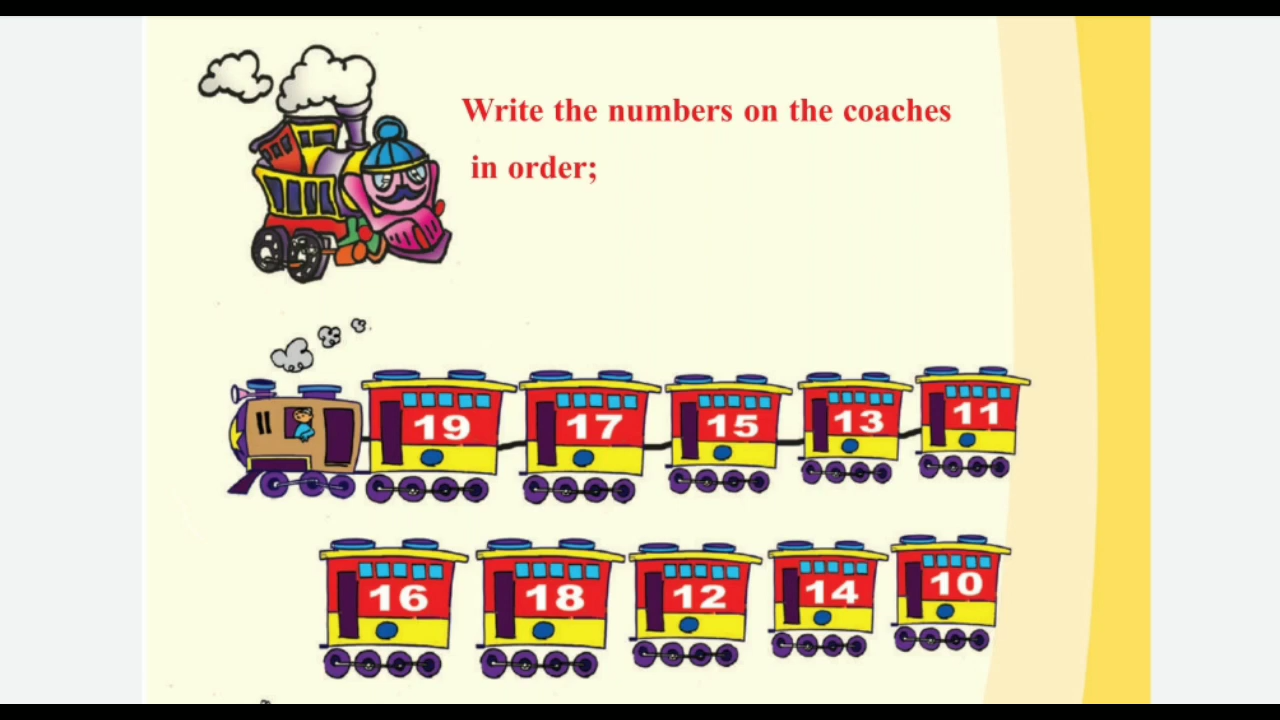 Write the numbers on the coaches
in order;
19 17 15 13 11
16 18 12 14 10